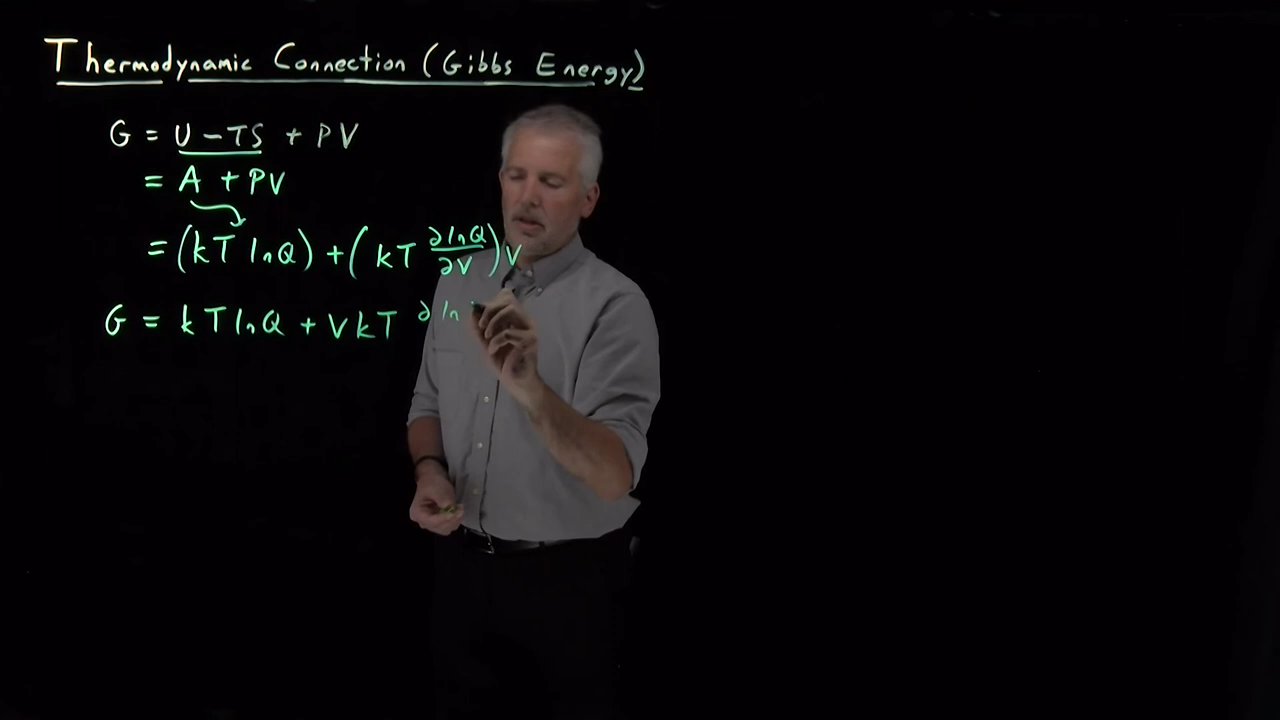 Thermodynamic Connection (Gibbs Energy)
G = U - TS + PV
= A + PV
= (kT lnQ) + (kT ∂lnQ/∂V)V
G = kT lnQ + VkT ∂ ln